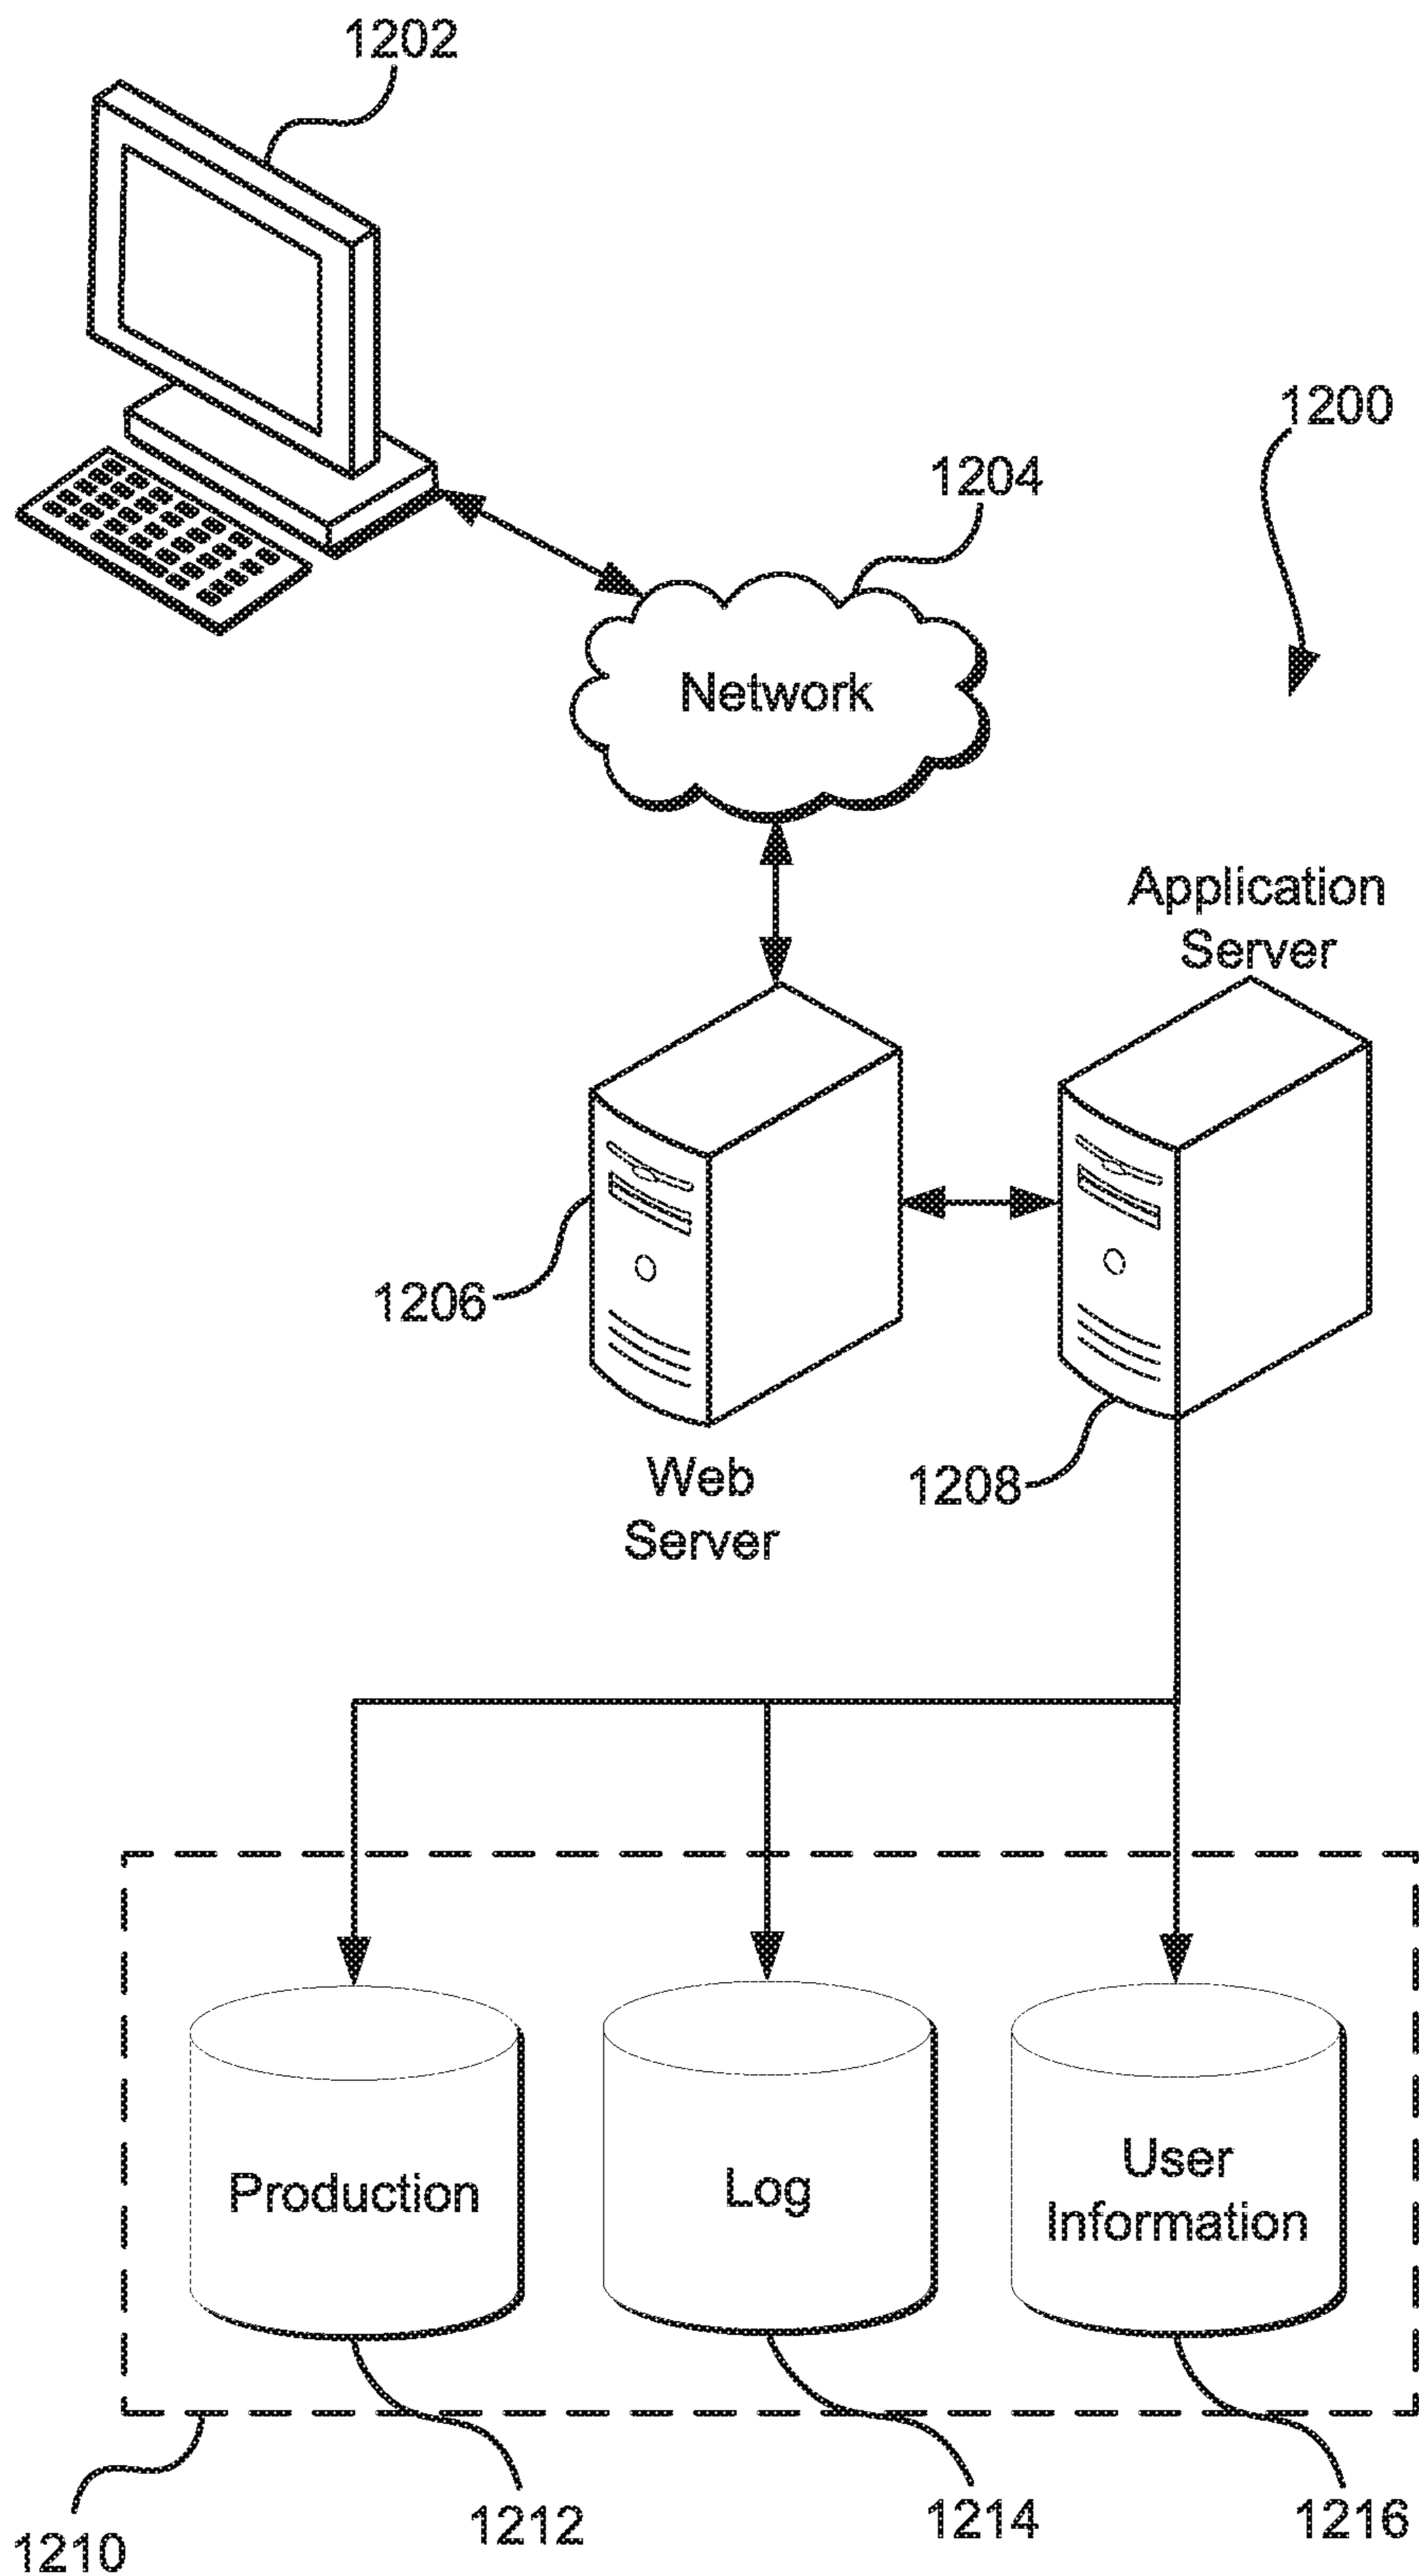 1202
1200
1204
Network
Application
Server
1206
Web
Server
1208
Production
Log
User
Information
1210
1212
1214
1216